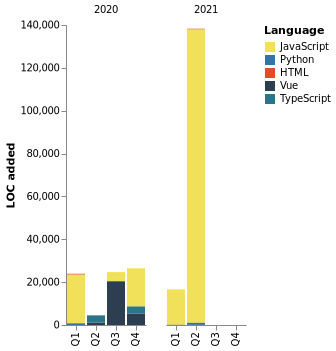 2020 2021
Language
JavaScript
Python
HTML
Vue
TypeScript
LOC added
140,000
120,000
100,000
80,000
60,000
40,000
20,000
0
Q1 Q2 Q3 Q4 Q1 Q2 Q3 Q4